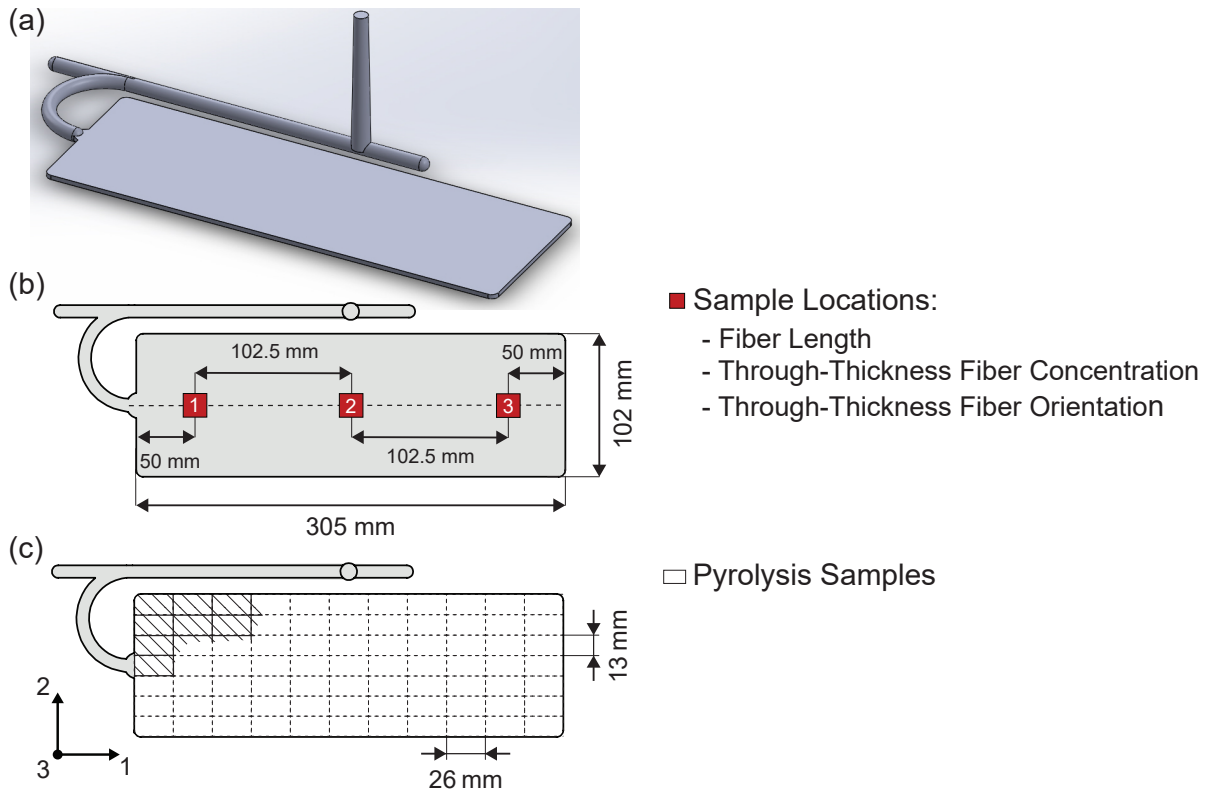 (a)
(b)
102.5 mm
50 mm
1
2
3
50 mm
102.5 mm
102 mm
305 mm
Sample Locations:
- Fiber Length
- Through-Thickness Fiber Concentration
- Through-Thickness Fiber Orientation
(c)
Pyrolysis Samples
13 mm
26 mm
2
3
1